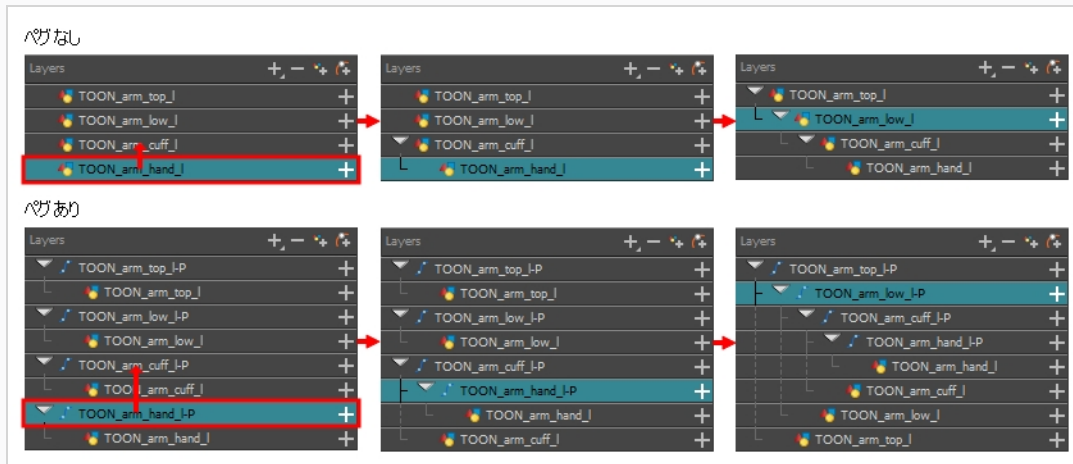 ペグなし
Layers
TOON_arm_top_l
TOON_arm_low_l
TOON_arm_cuff_l
TOON_arm_hand_l
Layers
TOON_arm_top_l
TOON_arm_low_l
TOON_arm_cuff_l
TOON_arm_hand_l
Layers
TOON_arm_top_l
TOON_arm_low_l
TOON_arm_cuff_l
TOON_arm_hand_l
ペグあり
Layers
TOON_arm_top_l-P
TOON_arm_top_l
TOON_arm_low_l-P
TOON_arm_low_l
TOON_arm_cuff_l-P
TOON_arm_cuff_l
TOON_arm_hand_l-P
TOON_arm_hand_l
Layers
TOON_arm_top_l-P
TOON_arm_top_l
TOON_arm_low_l-P
TOON_arm_low_l
TOON_arm_cuff_l-P
TOON_arm_hand_l-P
TOON_arm_hand_l
TOON_arm_cuff_l
Layers
TOON_arm_top_l-P
TOON_arm_low_l-P
TOON_arm_cuff_l-P
TOON_arm_hand_l-P
TOON_arm_hand_l
TOON_arm_cuff_l
TOON_arm_low_l
TOON_arm_top_l